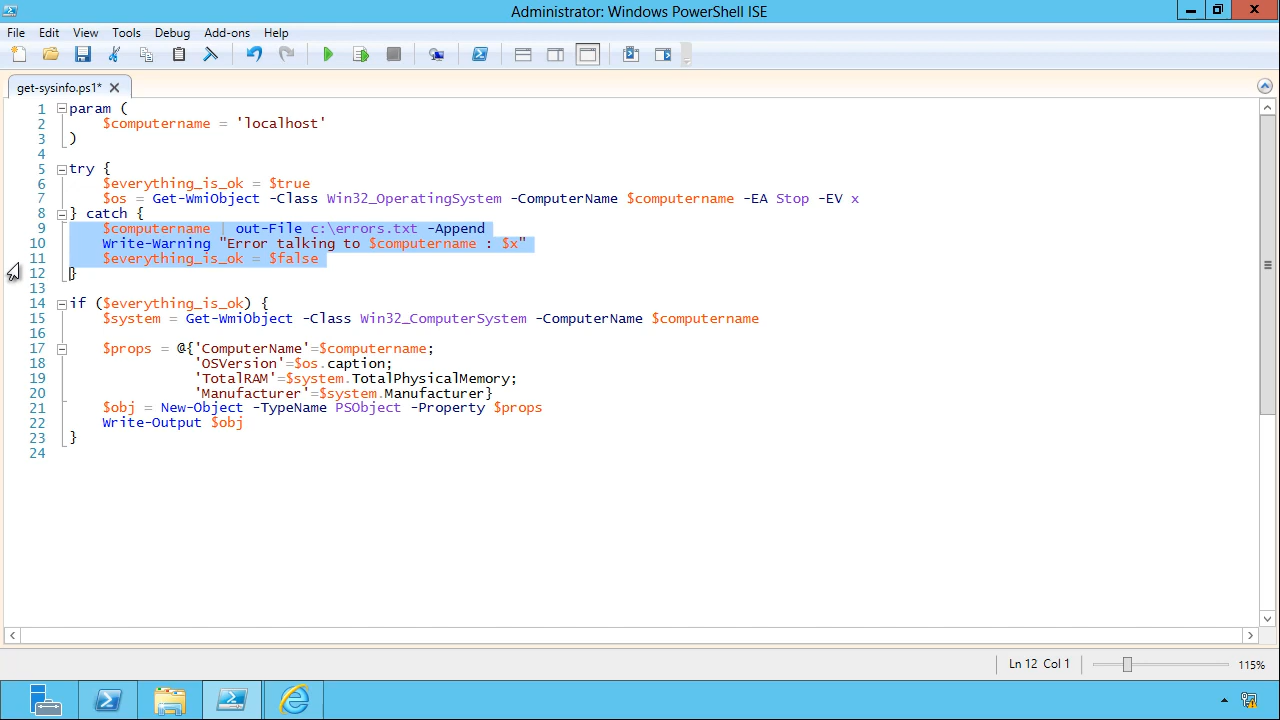 Administrator: Windows PowerShell ISE
File Edit View Tools Debug Add-ons Help
get-sysinfo.ps1*
1 param (
2 $computername = 'localhost'
3 )
4
5 try {
6 $everything_is_ok = $true
7 $os = Get-WmiObject -Class Win32_OperatingSystem -ComputerName $computername -EA Stop -EV x
8 } catch {
9 $computername | out-File c:\errors.txt -Append
10 Write-Warning "Error talking to $computername : $x"
11 $everything_is_ok = $false
12 }
13
14 if ($everything_is_ok) {
15 $system = Get-WmiObject -Class Win32_ComputerSystem -ComputerName $computername
16
17 $props = @{'ComputerName'=$computername;
18 'OSVersion'=$os.caption;
19 'TotalRAM'=$system.TotalPhysicalMemory;
20 'Manufacturer'=$system.Manufacturer}
21 $obj = New-Object -TypeName PSObject -Property $props
22 Write-Output $obj
23 }
24
Ln 12 Col 1 115%